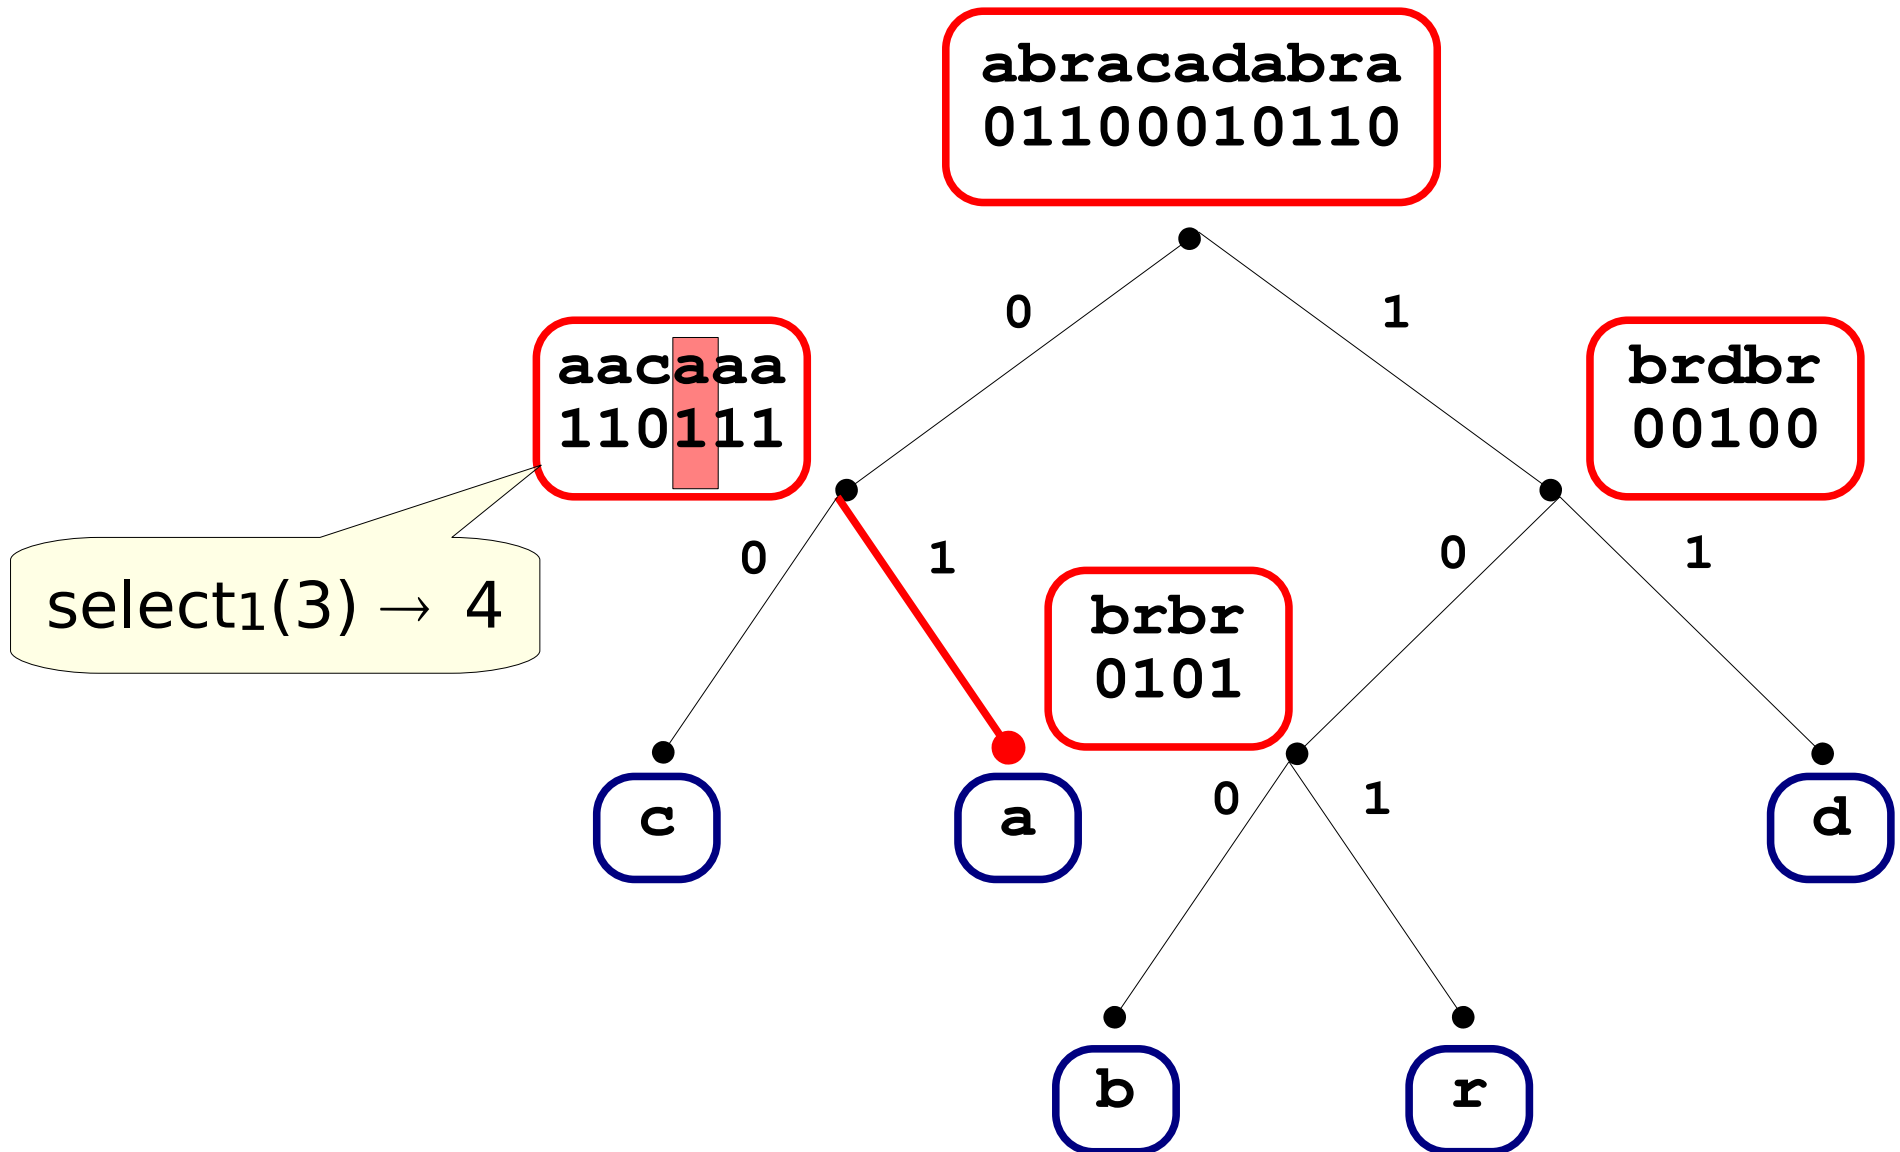 abracadabra
01100010110
0
1
aacaaa
110111
brdbr
00100
0
1
0
1
select1(3) → 4
brbr
0101
0
1
c
a
d
b
r